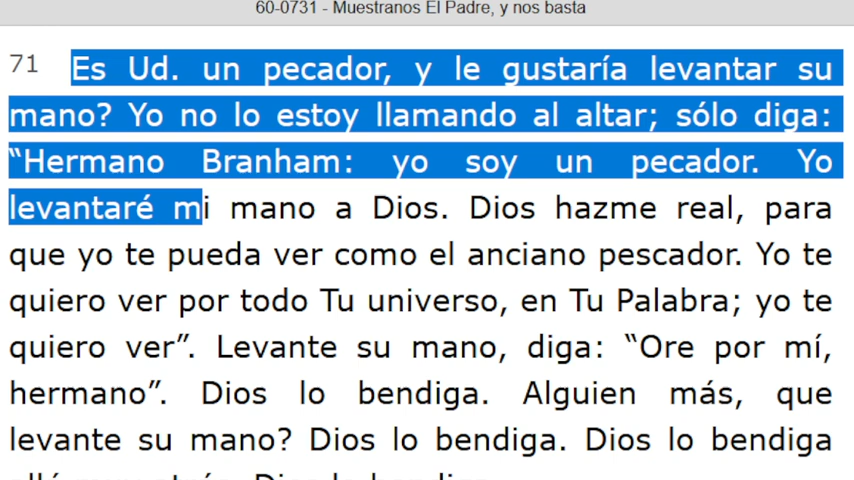 60-0731 - Muestranos El Padre, y nos basta
71 Es Ud. un pecador, y le gustaría levantar su
mano? Yo no lo estoy llamando al altar; sólo diga:
“Hermano Branham: yo soy un pecador. Yo
levantaré mi mano a Dios. Dios hazme real, para
que yo te pueda ver como el anciano pescador. Yo te
quiero ver por todo Tu universo, en Tu Palabra; yo te
quiero ver”. Levante su mano, diga: “Ore por mí,
hermano”. Dios lo bendiga. Alguien más, que
levante su mano? Dios lo bendiga. Dios lo bendiga